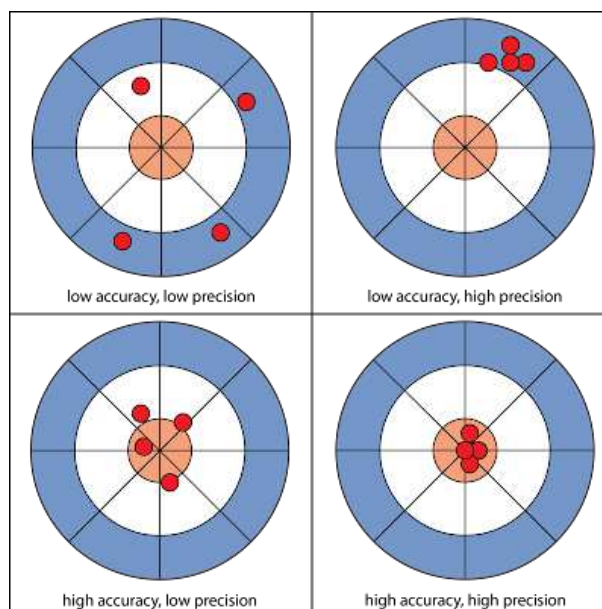 low accuracy, low precision
low accuracy, high precision
high accuracy, low precision
high accuracy, high precision